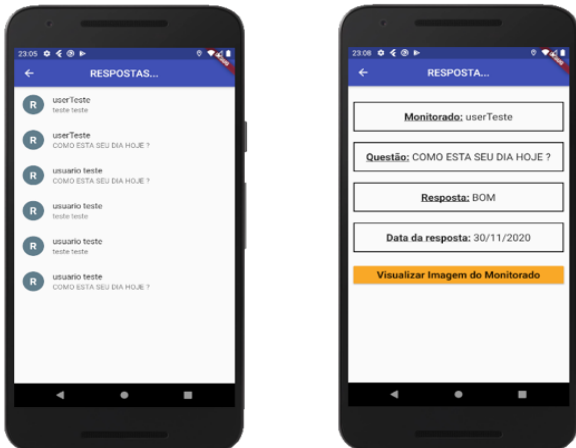 23:05
RESPOSTAS...
R
userTeste
teste teste
R
userTeste
COMO ESTA SEU DIA HOJE ?
R
usuario teste
COMO ESTA SEU DIA HOJE ?
R
usuario teste
teste teste
R
usuario teste
teste teste
R
usuario teste
COMO ESTA SEU DIA HOJE ?
23:08
RESPOSTA...
Monitorado: userTeste
Questão: COMO ESTA SEU DIA HOJE ?
Resposta: BOM
Data da resposta: 30/11/2020
Visualizar Imagem do Monitorado